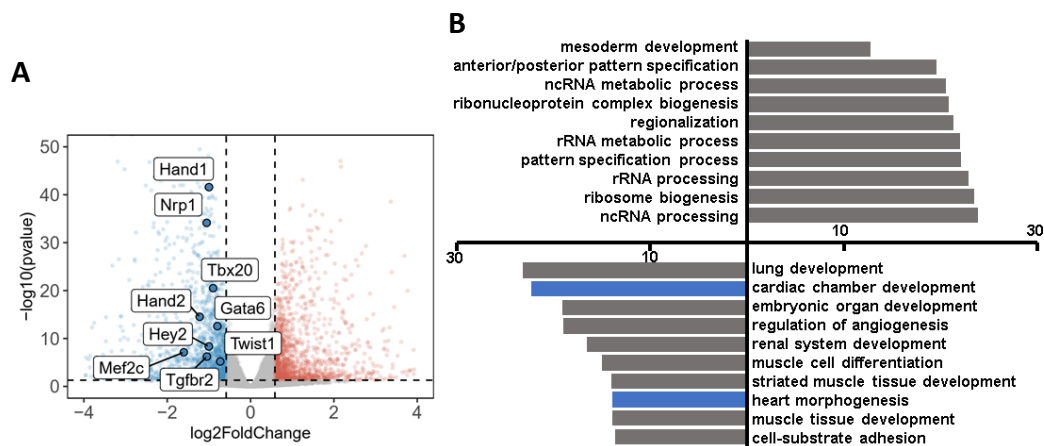 A
50
40
30
20
10
0
−log10(pvalue)
Hand1
Nrp1
Tbx20
Hand2
Gata6
Hey2
Twist1
Mef2c
Tgfbr2
−4 −2 0 2 4
log2FoldChange
B
mesoderm development
anterior/posterior pattern specification
ncRNA metabolic process
ribonucleoprotein complex biogenesis
regionalization
rRNA metabolic process
pattern specification process
rRNA processing
ribosome biogenesis
ncRNA processing
30 10 10 30
lung development
cardiac chamber development
embryonic organ development
regulation of angiogenesis
renal system development
muscle cell differentiation
striated muscle tissue development
heart morphogenesis
muscle tissue development
cell-substrate adhesion